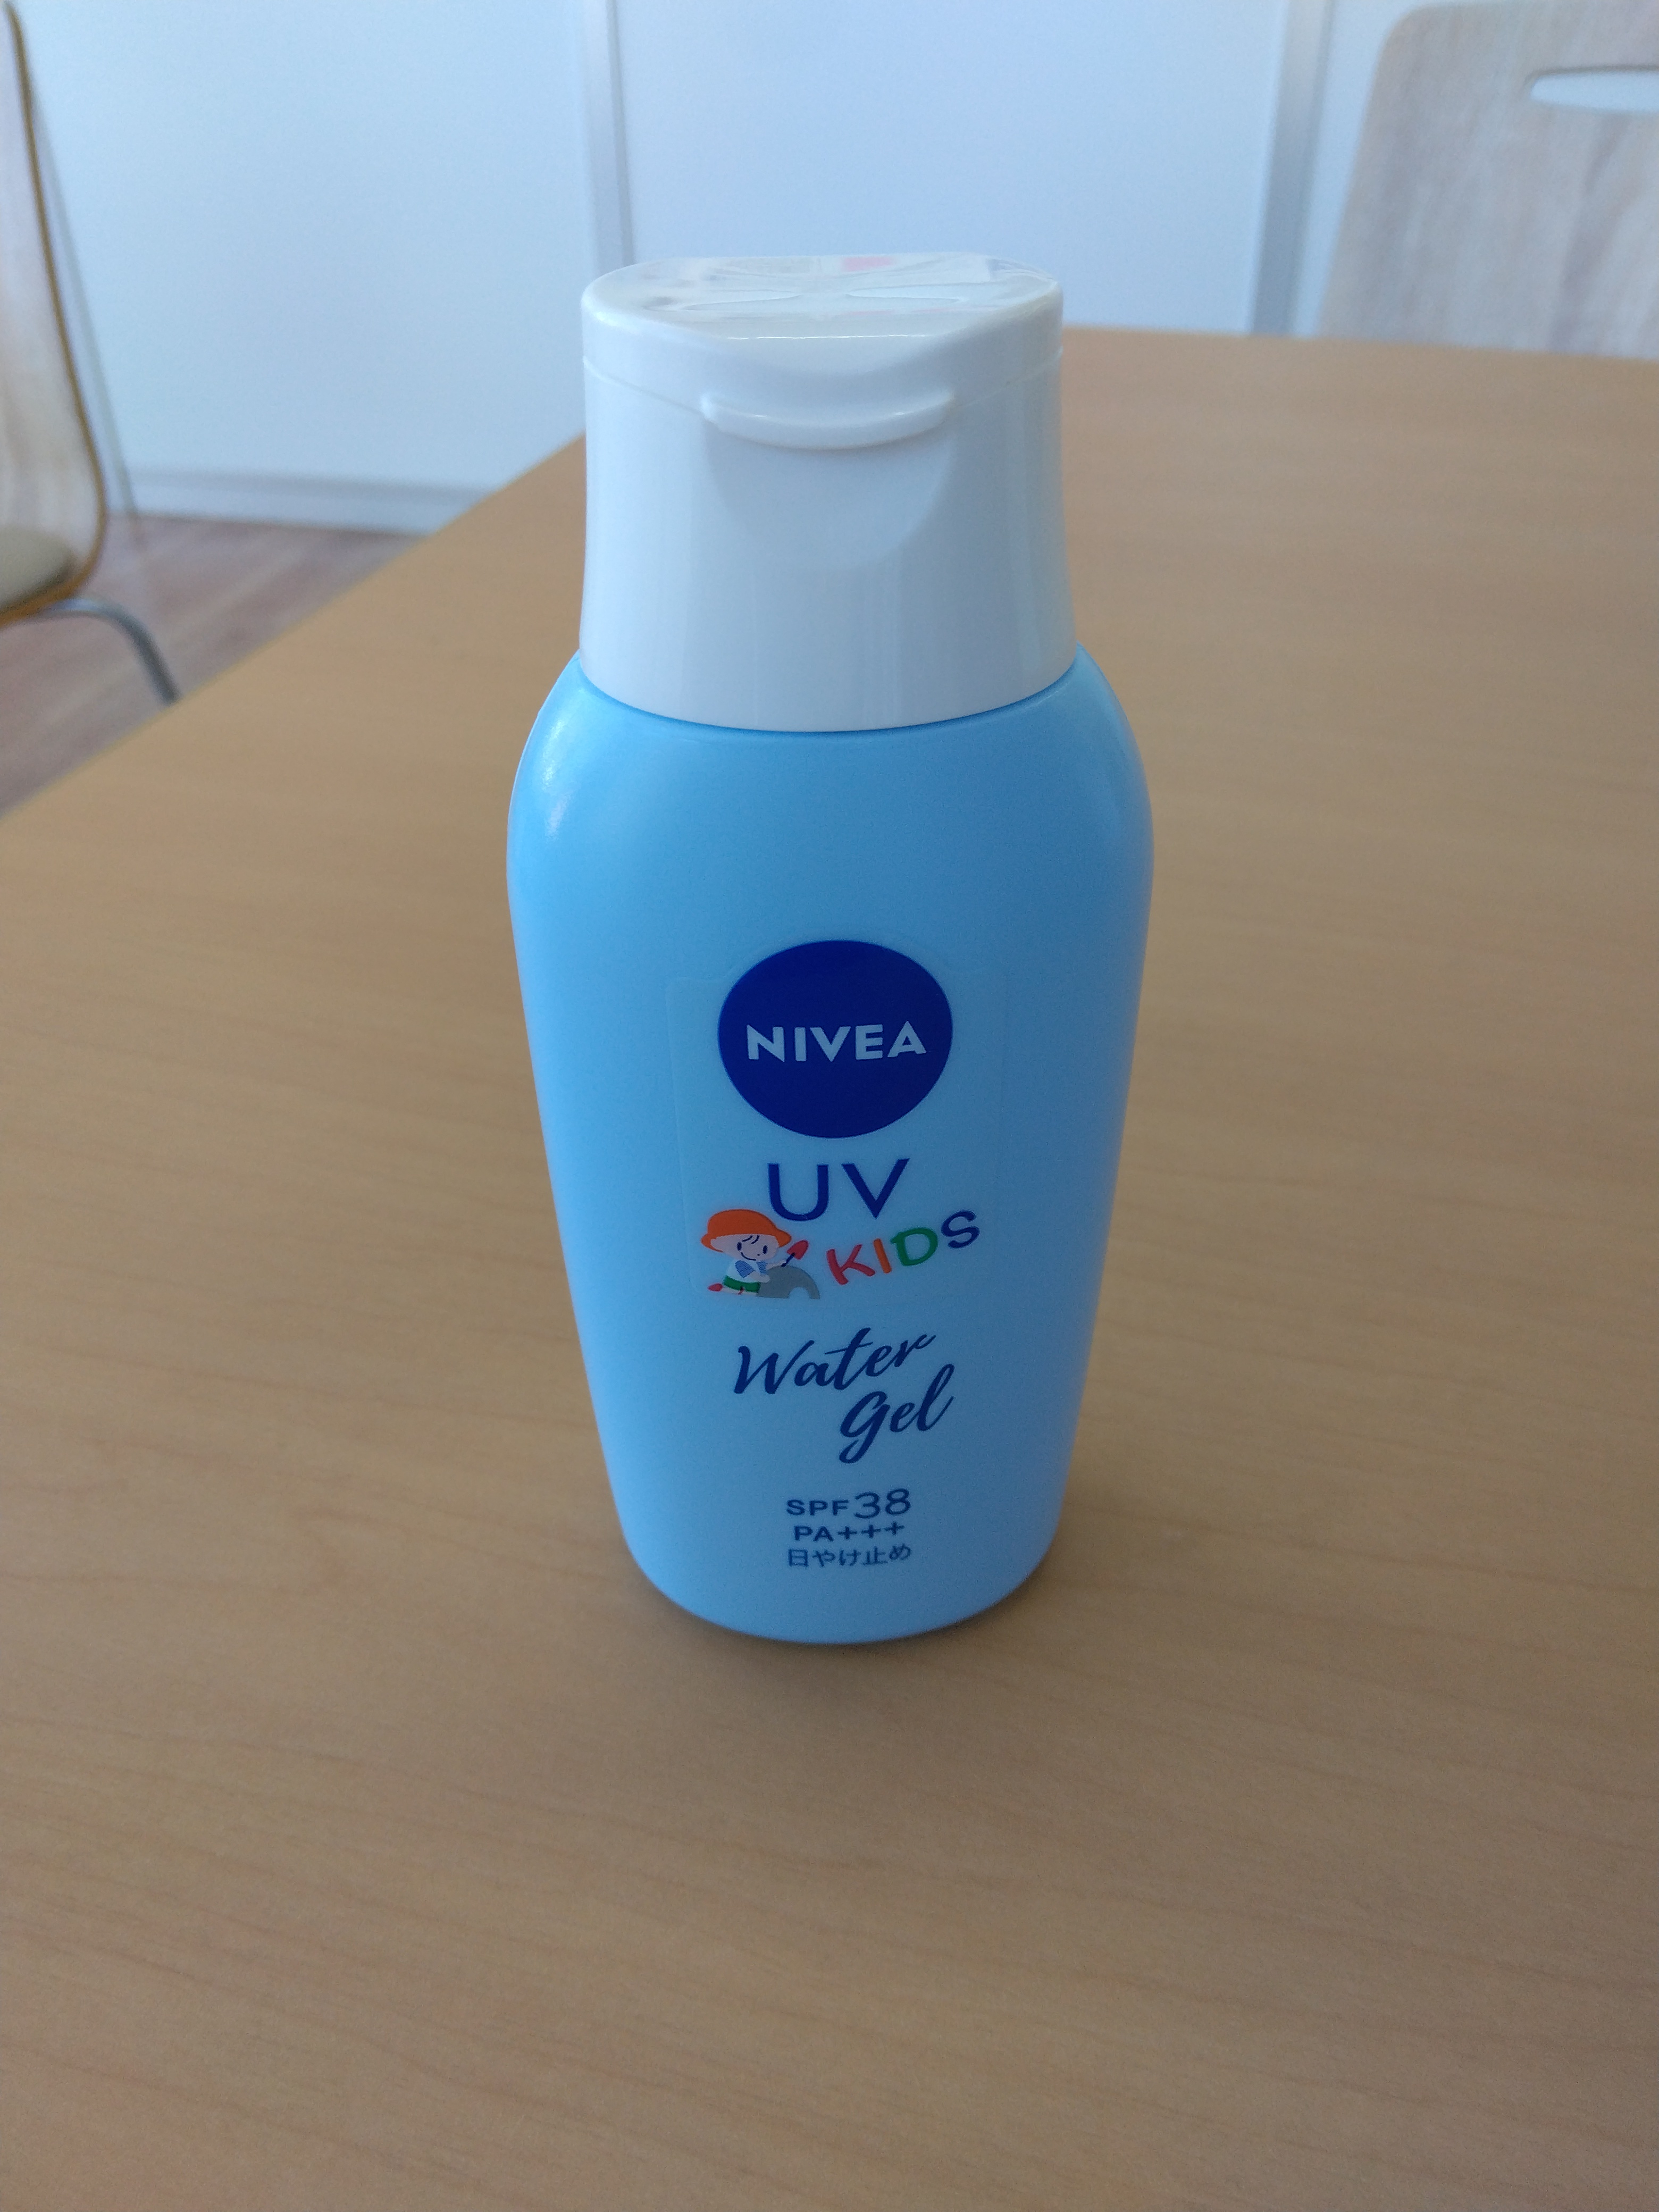 NIVEA
UV
KIDS
Water
Gel
SPF38
PA+++
日やけ止め